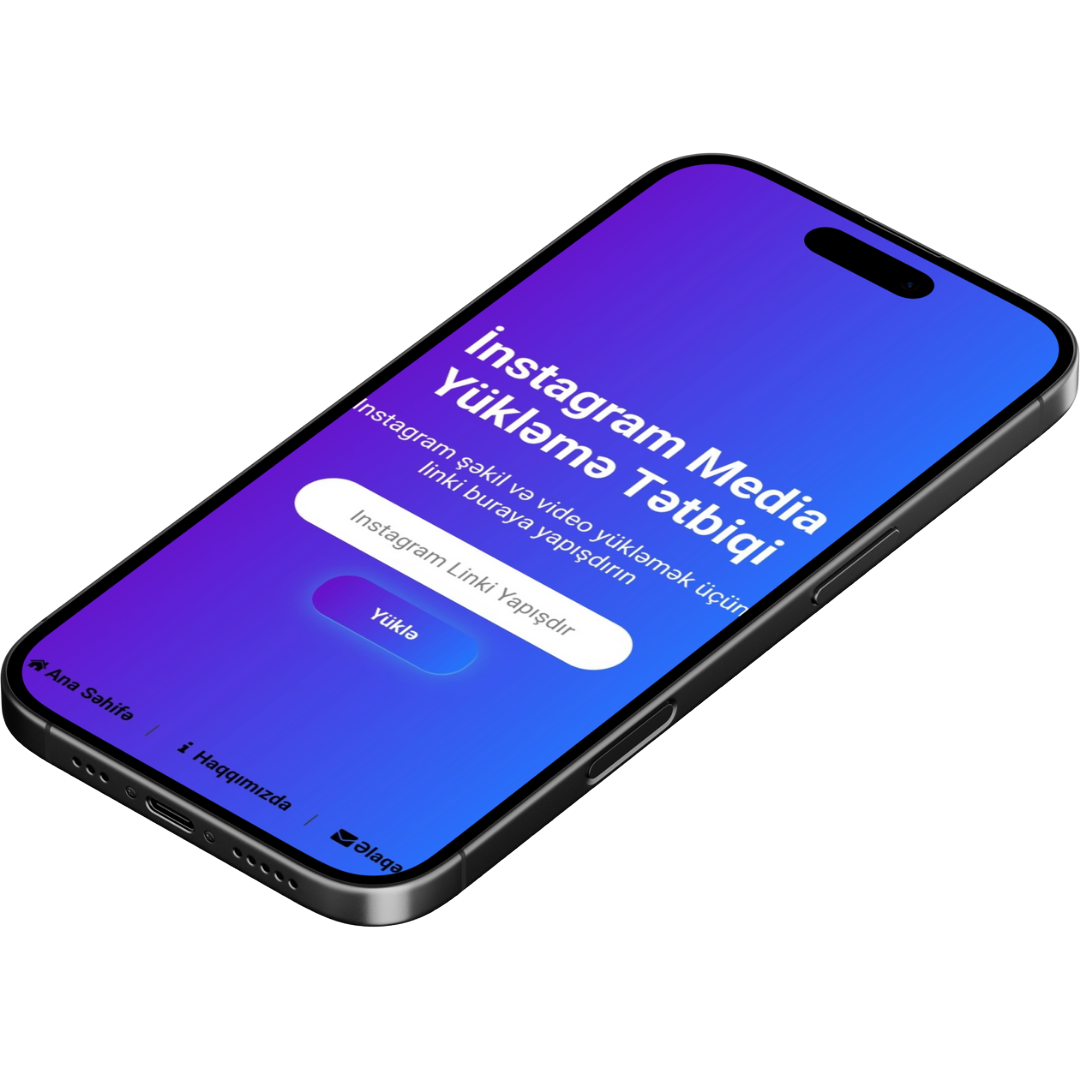 İnstagram Media
Yükləmə Tətbiqi
Instagram şəkil və video yükləmək üçün
linki buraya yapışdırın
Instagram Linki Yapışdır
Yüklə
Ana Səhifə | Haqqımızda | Əlaqə